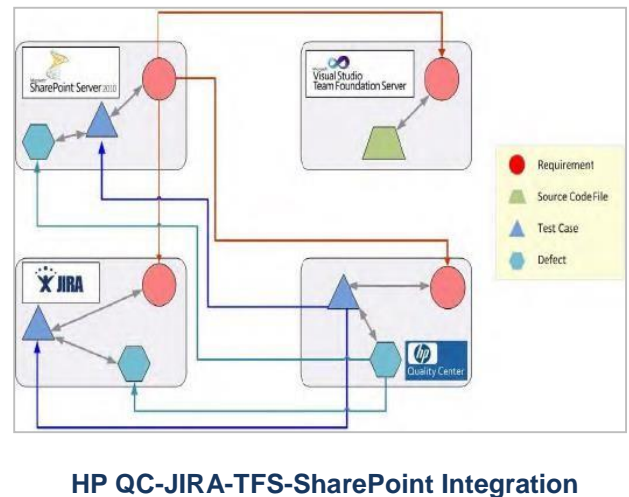 Microsoft
SharePoint Server 2010
Microsoft
Visual Studio
Team Foundation Server
Requirement
Source Code File
Test Case
Defect
JIRA
hp
Quality Center
HP QC-JIRA-TFS-SharePoint Integration